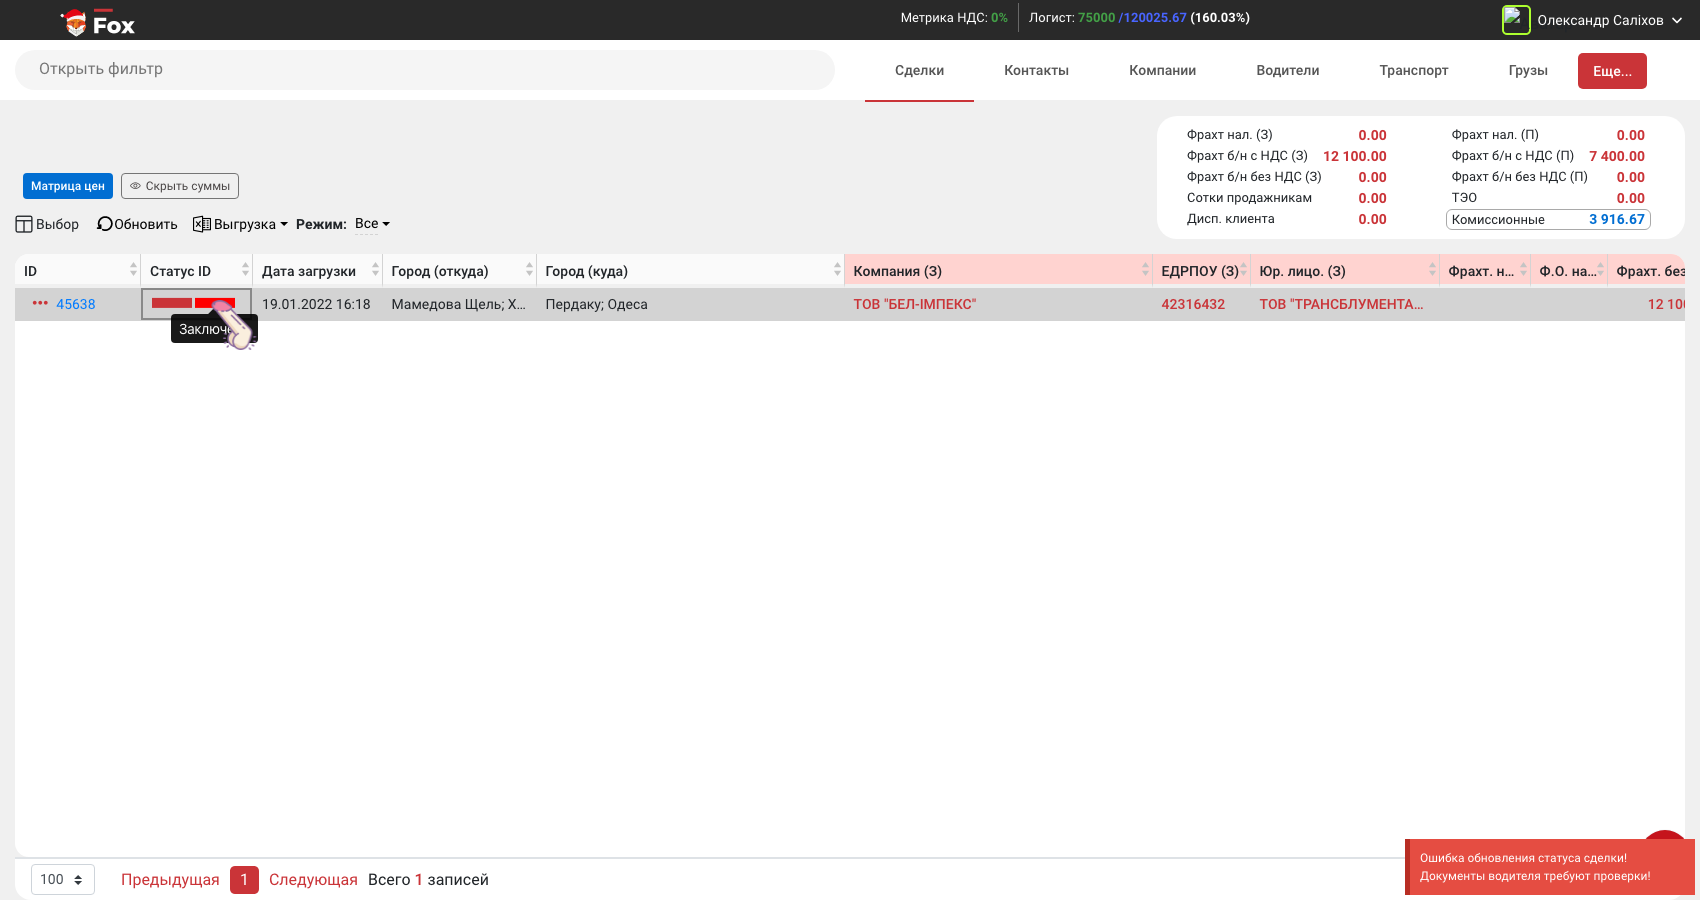 Fox
Метрика НДС: 0%
Логист: 75000 /120025.67 (160.03%)
Олександр Саліхов
Открыть фильтр
Сделки
Контакты
Компании
Водители
Транспорт
Грузы
Еще...
Фрахт нал. (З) 0.00
Фрахт б/н с НДС (З) 12 100.00
Фрахт б/н без НДС (З) 0.00
Сотки продажникам 0.00
Дисп. клиента 0.00
Фрахт нал. (П) 0.00
Фрахт б/н с НДС (П) 7 400.00
Фрахт б/н без НДС (П) 0.00
ТЭО 0.00
Комиссионные 3 916.67
Матрица цен
Скрыть суммы
Выбор
Обновить
Выгрузка
Режим: Все
ID Статус ID Дата загрузки Город (откуда) Город (куда) Компания (З) ЕДРПОУ (З) Юр. лицо. (З) Фрахт. н... Ф.О. на... Фрахт. без
45638 19.01.2022 16:18 Мамедова Щель; Х... Пердаку; Одеса ТОВ "БЕЛ-ІМПЕКС" 42316432 ТОВ "ТРАНСБЛУМЕНТА... 12 100
100
Предыдущая 1 Следующая Всего 1 записей
Ошибка обновления статуса сделки!
Документы водителя требуют проверки!